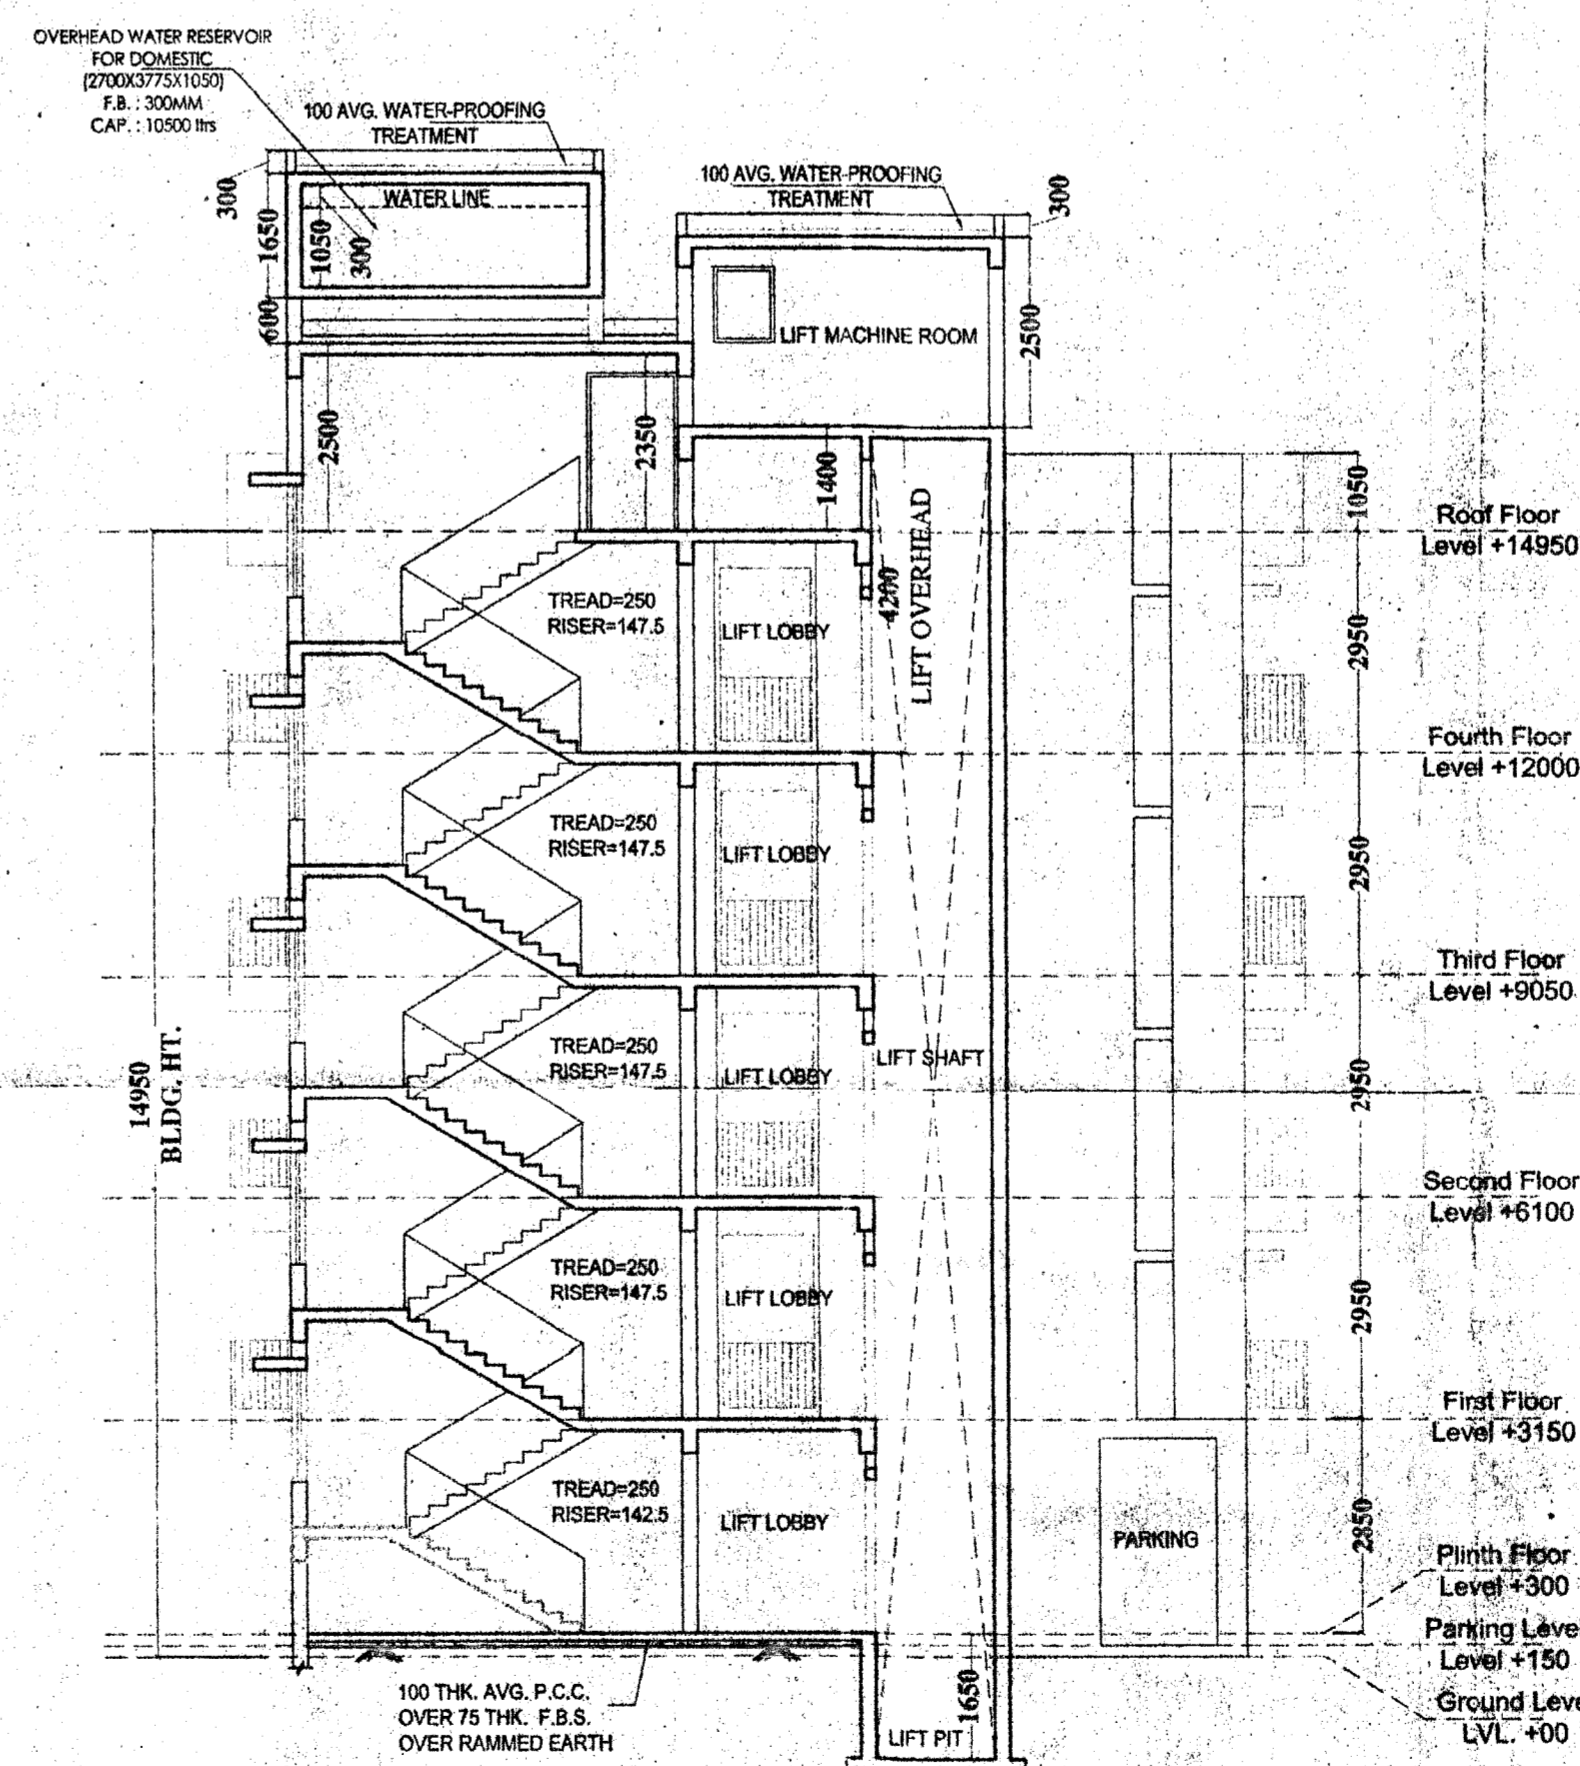 OVERHEAD WATER RESERVOIR
FOR DOMESTIC
(2700X3775X1050)
F.B. : 300MM
CAP. : 10500 ltrs
100 AVG. WATER-PROOFING
TREATMENT
100 AVG. WATER-PROOFING
TREATMENT
300
300
WATER LINE
1650
1050
300
600
LIFT MACHINE ROOM
2500
2500
2350
1400
1050
LIFT OVERHEAD
4200
Roof Floor
Level +14950
TREAD=250
RISER=147.5
LIFT LOBBY
2950
Fourth Floor
Level +12000
TREAD=250
RISER=147.5
LIFT LOBBY
2950
Third Floor
Level +9050
TREAD=250
RISER=147.5
LIFT LOBBY
LIFT SHAFT
2950
14950
BLDG. HT.
Second Floor
Level +6100
TREAD=250
RISER=147.5
LIFT LOBBY
2950
First Floor
Level +3150
TREAD=250
RISER=142.5
LIFT LOBBY
PARKING
2850
Plinth Floor
Level +300
Parking Leve
Level +150
Ground Leve
LVL. +00
100 THK. AVG. P.C.C.
OVER 75 THK. F.B.S.
OVER RAMMED EARTH
1650
LIFT PIT